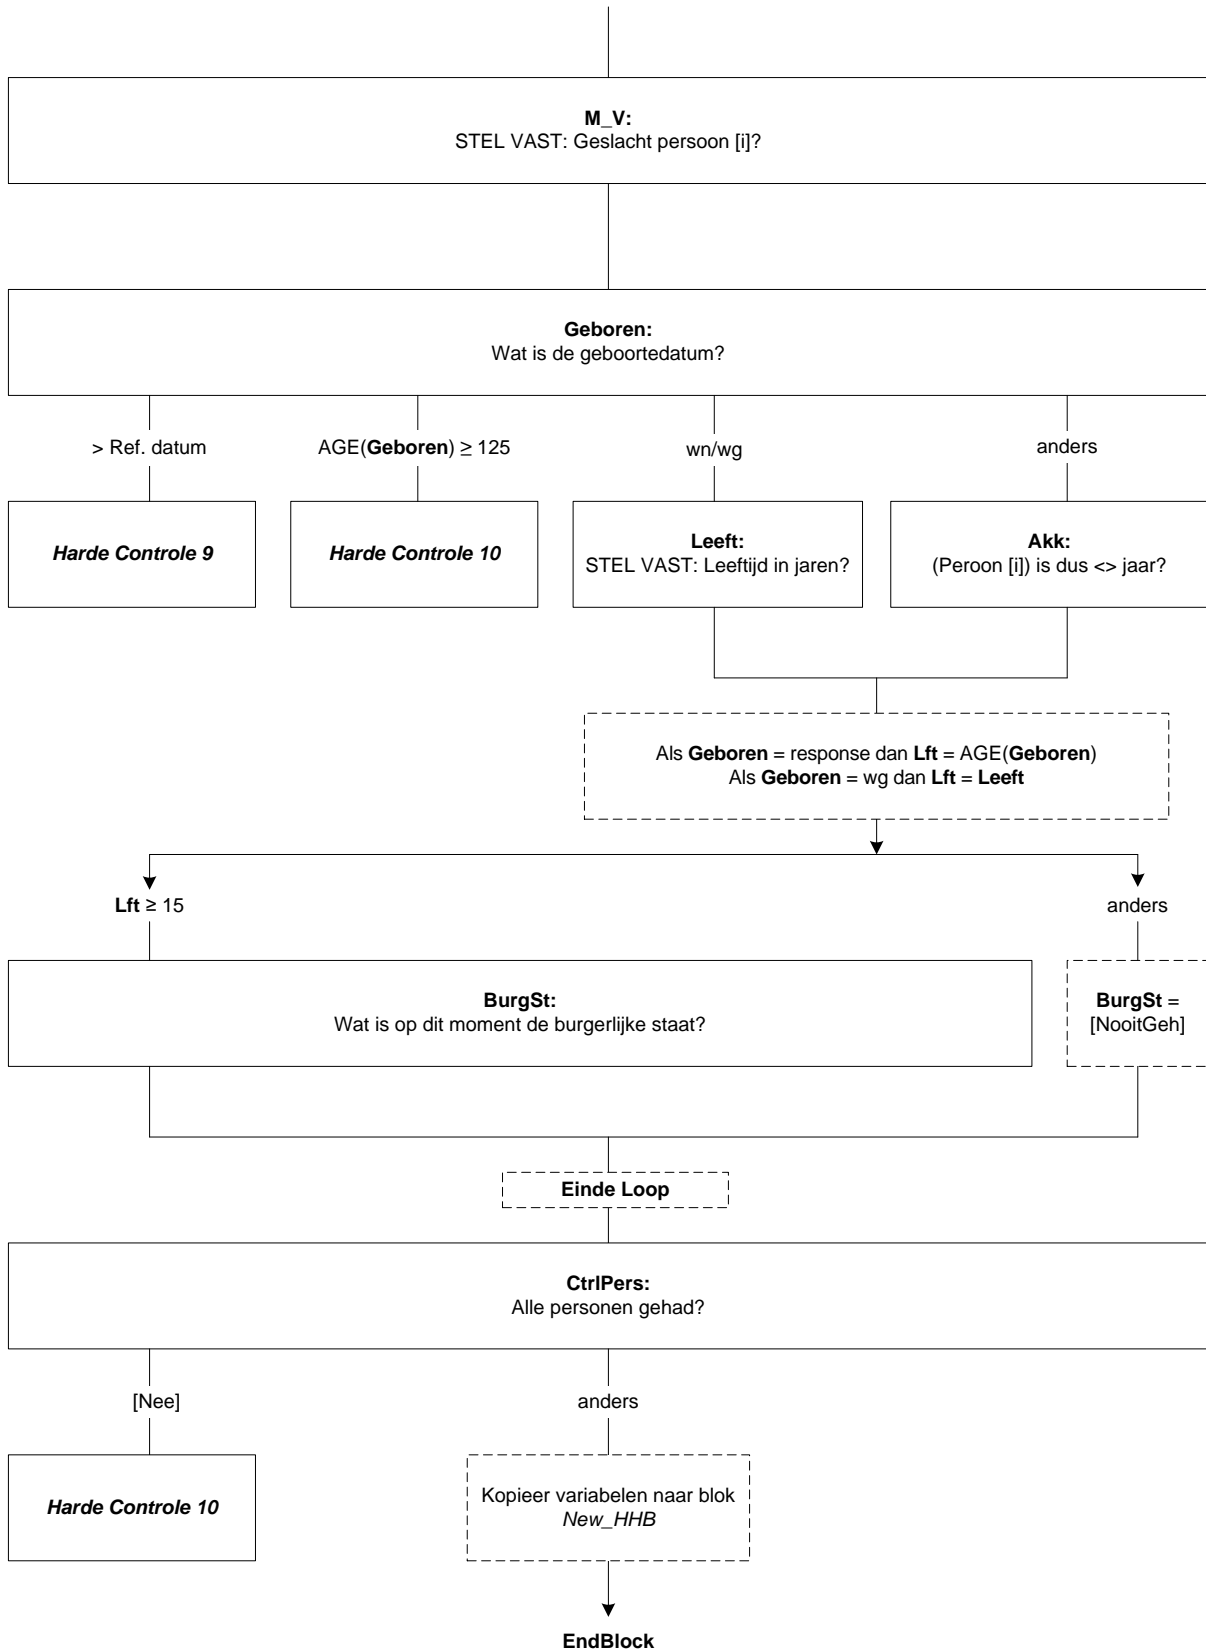 M_V:
STEL VAST: Geslacht persoon [i]?
Geboren:
Wat is de geboortedatum?
> Ref. datum
AGE(Geboren) ≥ 125
wn/wg
anders
Harde Controle 9
Harde Controle 10
Leeft:
STEL VAST: Leeftijd in jaren?
Akk:
(Peroon [i]) is dus <> jaar?
Als Geboren = response dan Lft = AGE(Geboren)
Als Geboren = wg dan Lft = Leeft
Lft ≥ 15
anders
BurgSt:
Wat is op dit moment de burgerlijke staat?
BurgSt =
[NooitGeh]
Einde Loop
CtrlPers:
Alle personen gehad?
[Nee]
anders
Harde Controle 10
Kopieer variabelen naar blok
New_HHB
EndBlock